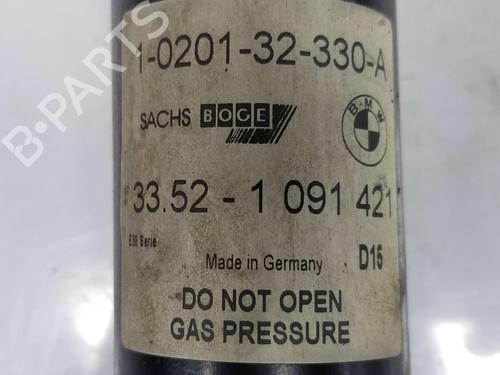 1-0201-32-330-A
SACHS BOGE
BMW
33.52 - 1 091 421
E36 Serie
Made in Germany D15
DO NOT OPEN
GAS PRESSURE
B-PARTS